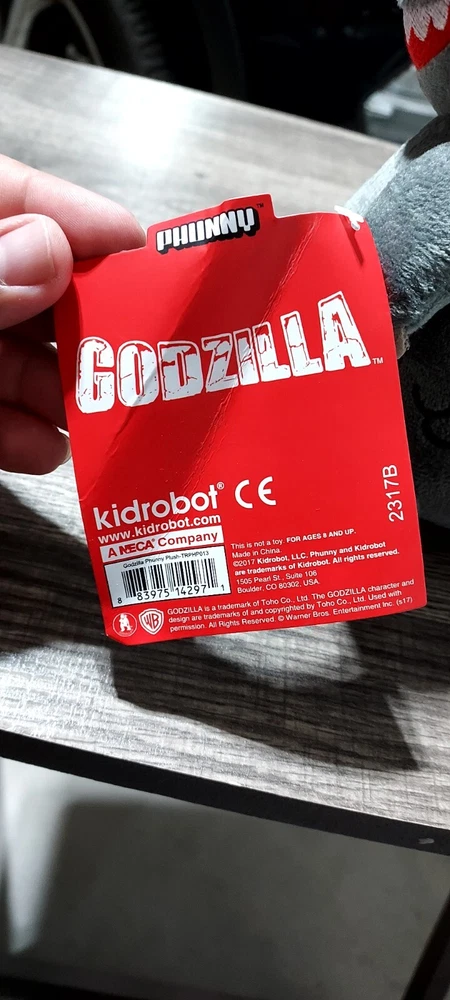 PHUNNY™
GODZILLA™
kidrobot® CE
www.kidrobot.com
A NECA® Company
Godzilla Phunny Plush-TRPHP013
8 83975 14297 1
This is not a toy. FOR AGES 8 AND UP.
Made in China.
©2017 Kidrobot, LLC. Phunny and Kidrobot
are trademarks of Kidrobot. All rights reserved.
1505 Pearl St., Suite 106
Boulder, CO 80302, USA.
2317B
WB
GODZILLA is a trademark of Toho Co., Ltd. The GODZILLA character and
design are trademarks of and copyrighted by Toho Co., Ltd. Used with
permission. All Rights Reserved. © Warner Bros. Entertainment Inc. (s17)